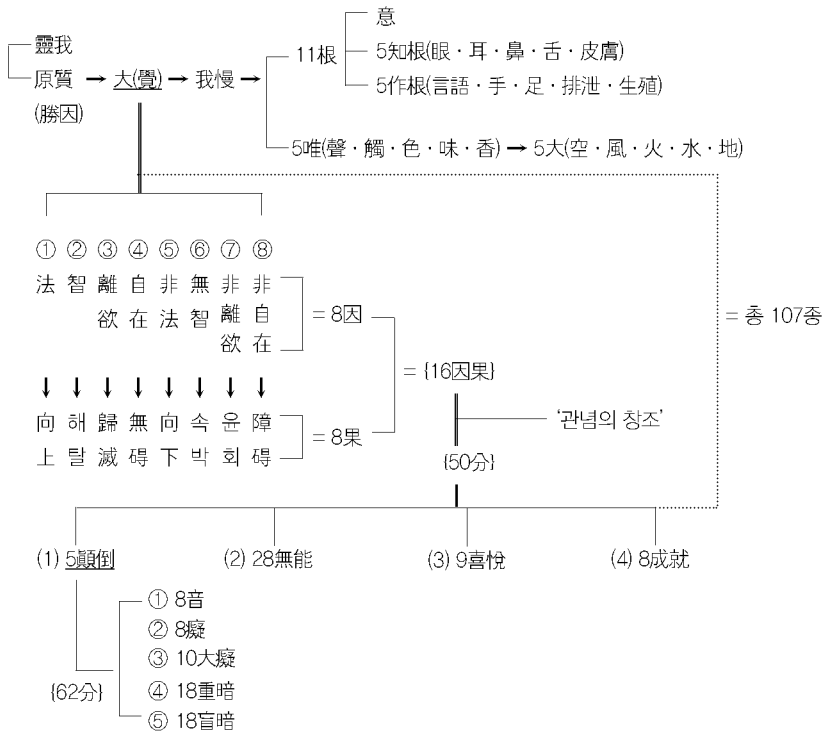 靈我
原質 → 大(覺) → 我慢 →
(勝因)
11根
意
5知根(眼·耳·鼻·舌·皮膚)
5作根(言語·手·足·排泄·生殖)
5唯(聲·觸·色·味·香) → 5大(空·風·火·水·地)
① ② ③ ④ ⑤ ⑥ ⑦ ⑧
法 智 離 自 非 無 非 非
欲 在 法 智 離 自
欲 在
= 8因
↓ ↓ ↓ ↓ ↓ ↓ ↓ ↓
向 해 歸 無 向 속 윤 障
上 탈 滅 碍 下 박 회 碍
= 8果
= {16因果}
= 총 107종
'관념의 창조'
{50分}
(1) 5顚倒
(2) 28無能
(3) 9喜悅
(4) 8成就
{62分}
① 8音
② 8癡
③ 10大癡
④ 18重暗
⑤ 18盲暗